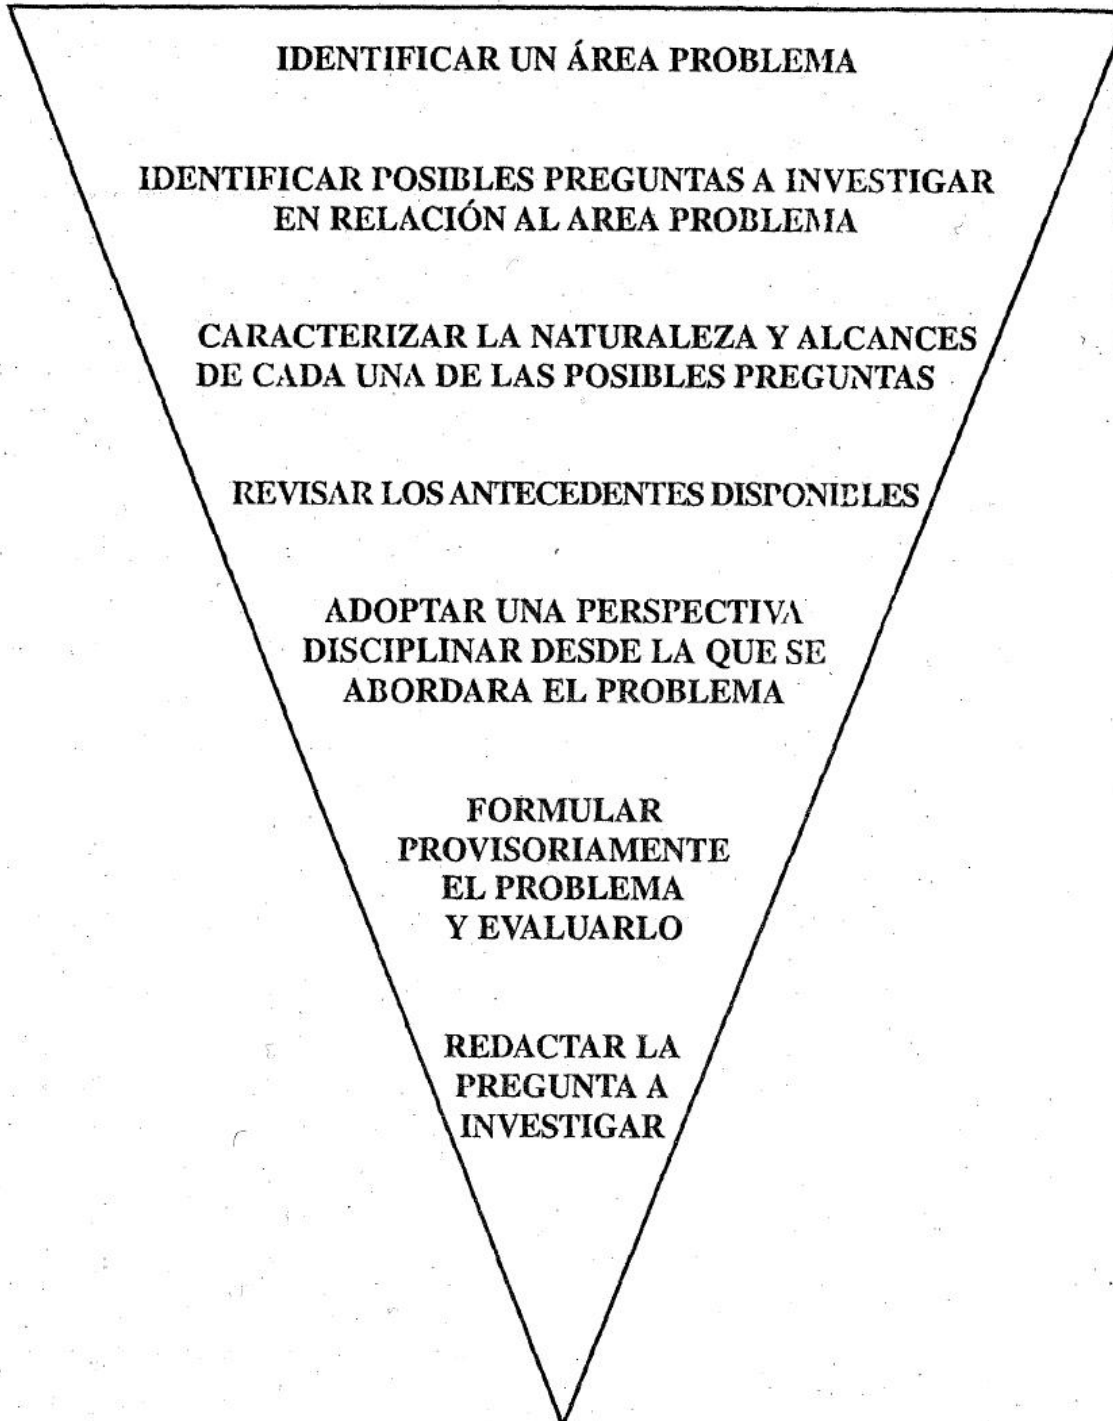 IDENTIFICAR UN ÁREA PROBLEMA
IDENTIFICAR POSIBLES PREGUNTAS A INVESTIGAR
EN RELACIÓN AL AREA PROBLEMA
CARACTERIZAR LA NATURALEZA Y ALCANCES
DE CADA UNA DE LAS POSIBLES PREGUNTAS
REVISAR LOS ANTECEDENTES DISPONIBLES
ADOPTAR UNA PERSPECTIVA
DISCIPLINAR DESDE LA QUE SE
ABORDARA EL PROBLEMA
FORMULAR
PROVISORIAMENTE
EL PROBLEMA
Y EVALUARLO
REDACTAR LA
PREGUNTA A
INVESTIGAR